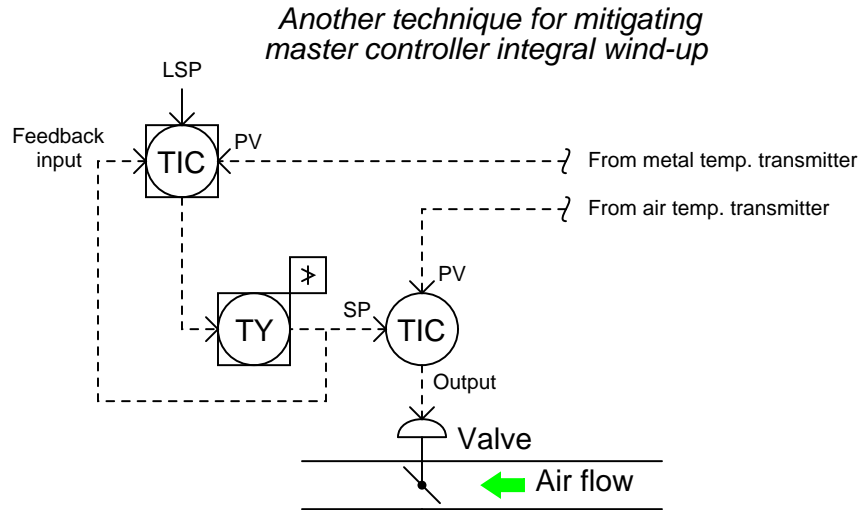 Another technique for mitigating
master controller integral wind-up
LSP
Feedback
input
TIC
PV
From metal temp. transmitter
From air temp. transmitter
PV
TY
SP
TIC
Output
Valve
Air flow